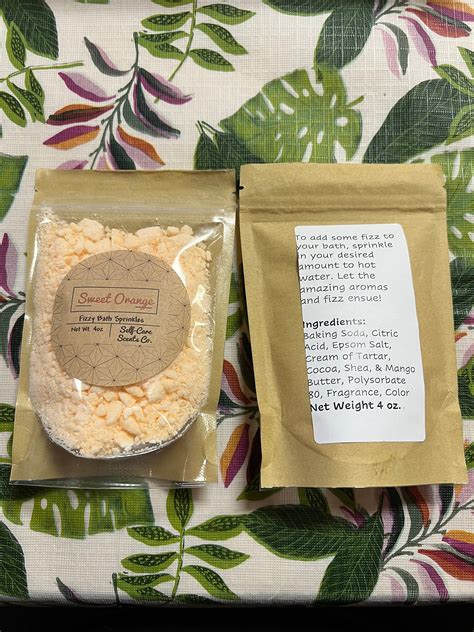 Sweet Orange
Fizzy Bath Sprinkles
Net Wt. 4oz
Self-Care
Scents Co.
To add some fizz to
your bath, sprinkle
in your desired
amount to hot
water. Let the
amazing aromas
and fizz ensue!
Ingredients:
Baking Soda, Citric
Acid, Epsom Salt,
Cream of Tartar,
Cocoa, Shea, & Mango
Butter, Polysorbate
80, Fragrance, Color
Net Weight 4 oz.